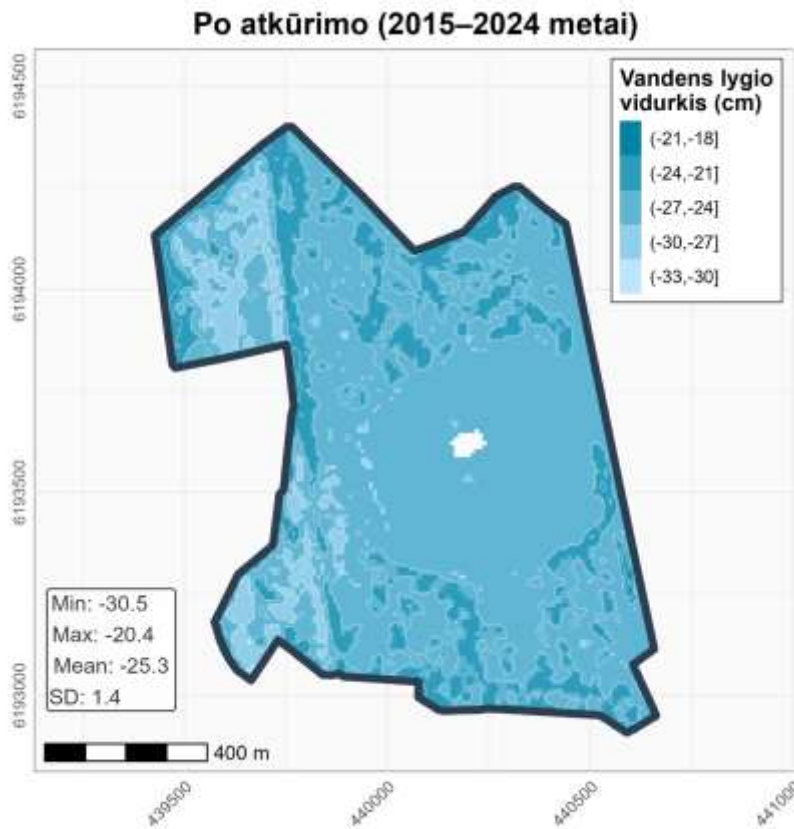 Po atkūrimo (2015–2024 metai)
Vandens lygio
vidurkis (cm)
(-21,-18]
(-24,-21]
(-27,-24]
(-30,-27]
(-33,-30]
6194500
6194000
6193500
6193000
Min: -30.5
Max: -20.4
Mean: -25.3
SD: 1.4
400 m
439500
440000
440500
441000